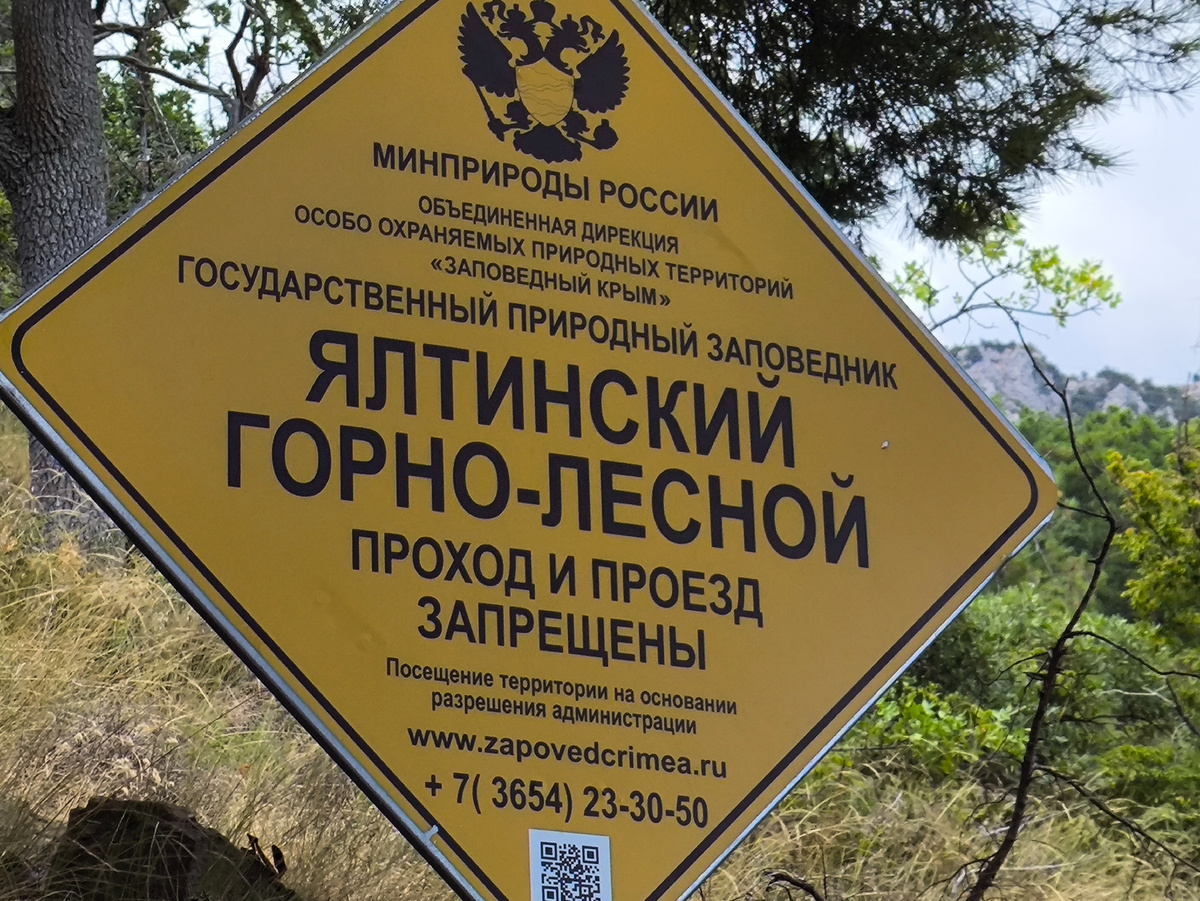 МИНПРИРОДЫ РОССИИ
ОБЪЕДИНЕННАЯ ДИРЕКЦИЯ
ОСОБО ОХРАНЯЕМЫХ ПРИРОДНЫХ ТЕРРИТОРИЙ
«ЗАПОВЕДНЫЙ КРЫМ»
ГОСУДАРСТВЕННЫЙ ПРИРОДНЫЙ ЗАПОВЕДНИК
ЯЛТИНСКИЙ
ГОРНО-ЛЕСНОЙ
ПРОХОД И ПРОЕЗД
ЗАПРЕЩЕНЫ
Посещение территории на основании
разрешения администрации
www.zapovedcrimea.ru
+ 7( 3654) 23-30-50